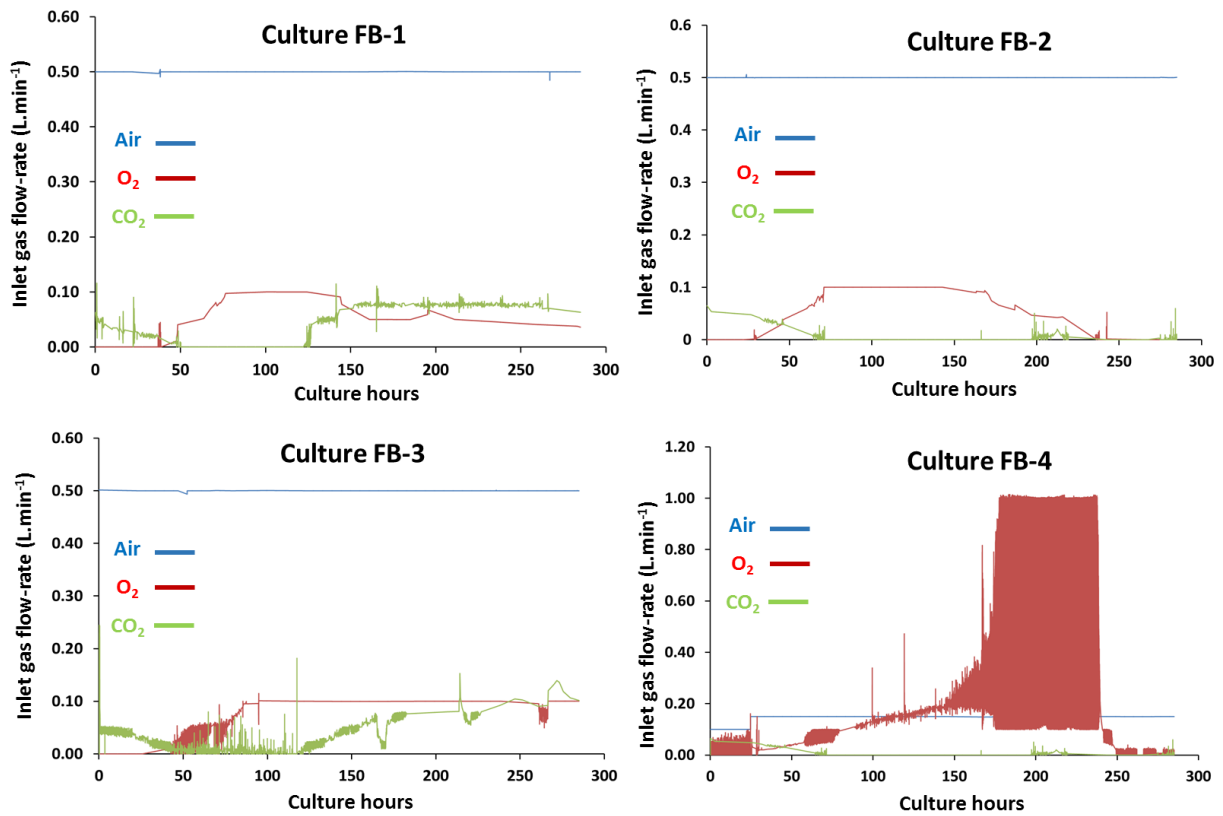 Culture FB-1
Inlet gas flow-rate (L.min⁻¹)
0.60
0.50
0.40
0.30
0.20
0.10
0.00
Air
O₂
CO₂
0 50 100 150 200 250 300
Culture hours
Culture FB-2
Inlet gas flow-rate (L.min⁻¹)
0.6
0.5
0.4
0.3
0.2
0.1
0
Air
O₂
CO₂
0 50 100 150 200 250 300
Culture hours
Culture FB-3
Inlet gas flow-rate (L.min⁻¹)
0.60
0.50
0.40
0.30
0.20
0.10
0.00
Air
O₂
CO₂
0 50 100 150 200 250 300
Culture hours
Culture FB-4
Inlet gas flow-rate (L.min⁻¹)
1.20
1.00
0.80
0.60
0.40
0.20
0.00
Air
O₂
CO₂
0 50 100 150 200 250 300
Culture hours